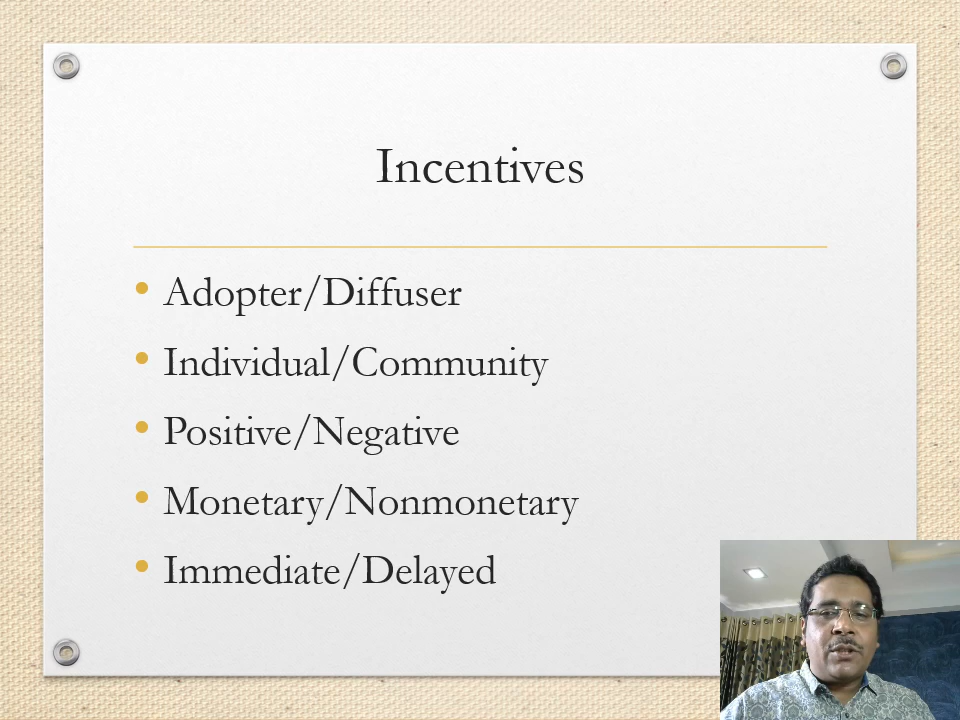 Incentives
• Adopter/Diffuser
• Individual/Community
• Positive/Negative
• Monetary/Nonmonetary
• Immediate/Delayed